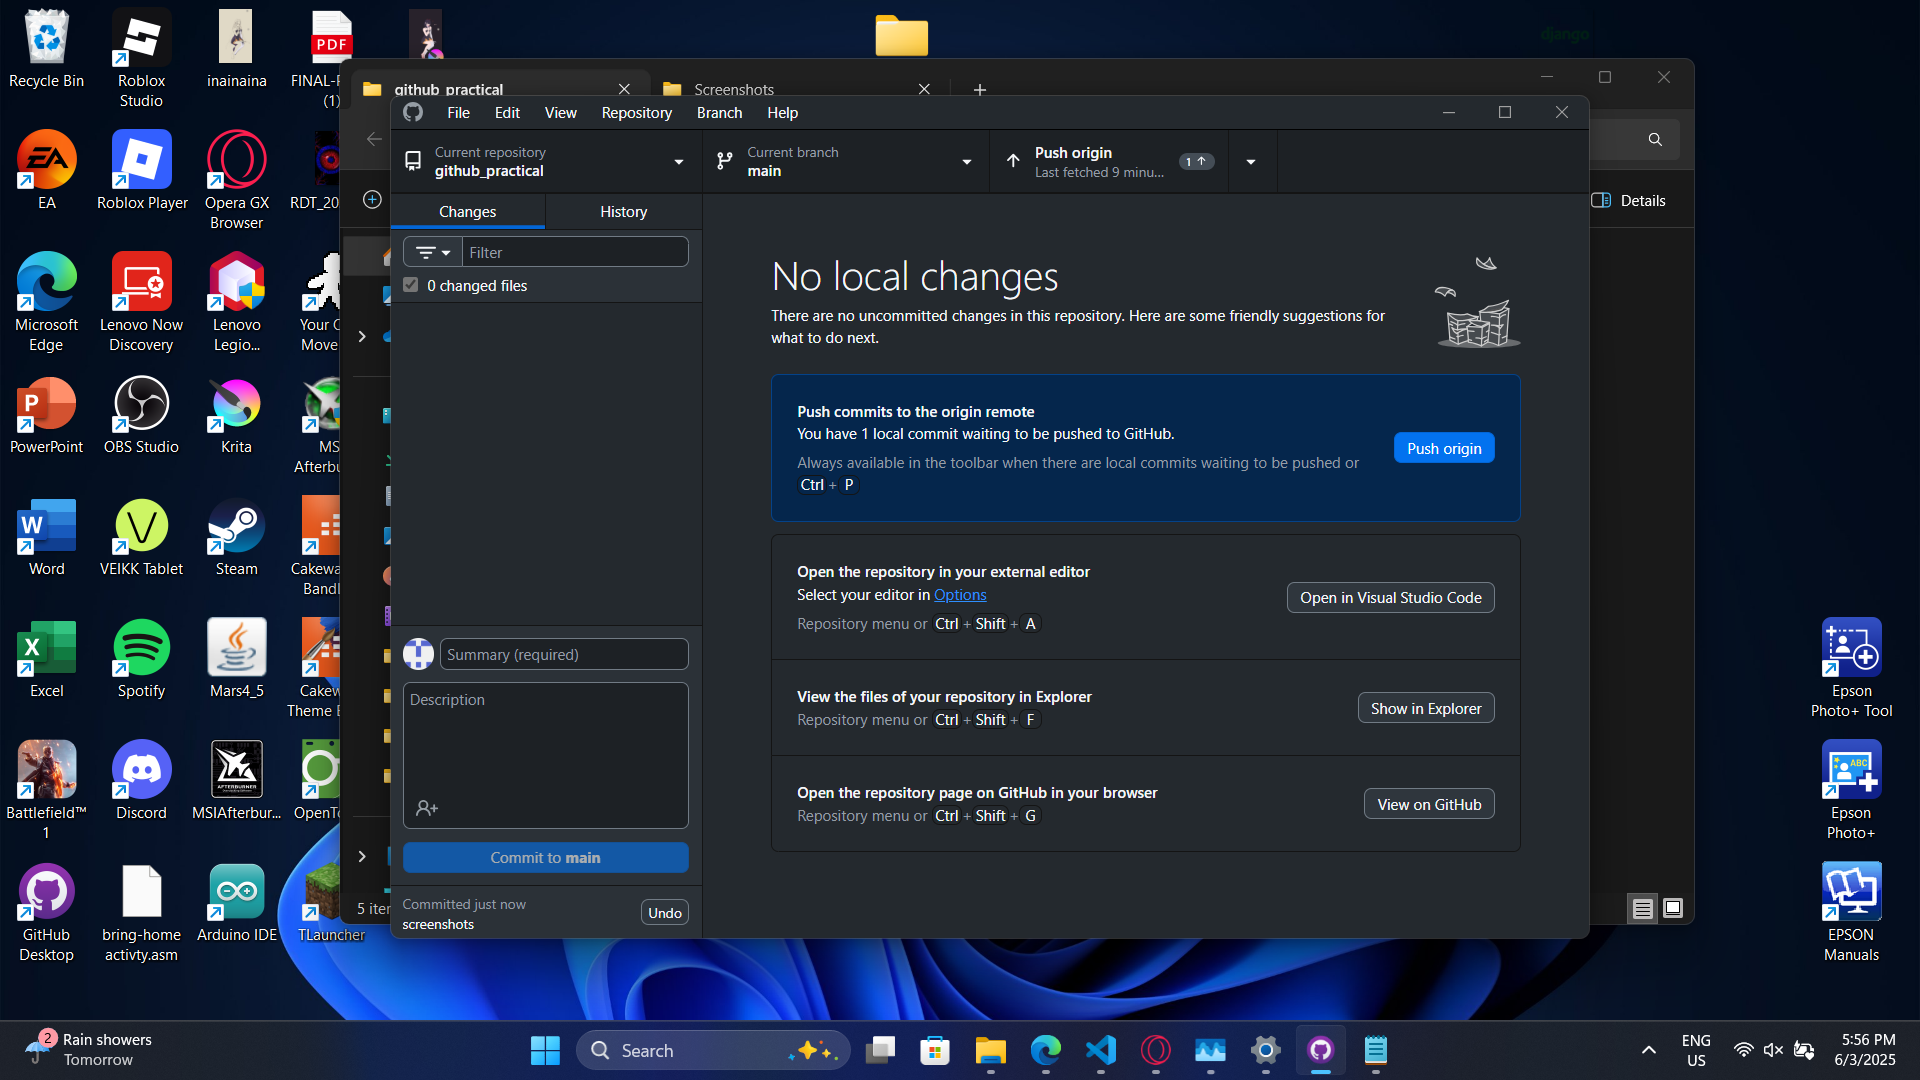 Recycle Bin
Roblox
Studio
inainaina
PDF
FINAL-F
(1)
django
github_practical
Screenshots
File
Edit
View
Repository
Branch
Help
Current repository
github_practical
Current branch
main
Push origin
Last fetched 9 minu...
1
Changes
History
Filter
0 changed files
Details
No local changes
There are no uncommitted changes in this repository. Here are some friendly suggestions for
what to do next.
Push commits to the origin remote
You have 1 local commit waiting to be pushed to GitHub.
Always available in the toolbar when there are local commits waiting to be pushed or
Ctrl + P
Push origin
Open the repository in your external editor
Select your editor in Options
Repository menu or Ctrl + Shift + A
Open in Visual Studio Code
View the files of your repository in Explorer
Repository menu or Ctrl + Shift + F
Show in Explorer
Open the repository page on GitHub in your browser
Repository menu or Ctrl + Shift + G
View on GitHub
Summary (required)
Description
Commit to main
Committed just now
screenshots
Undo
5 iter
EA
EA
Roblox Player
Opera GX
Browser
RDT_20
Microsoft
Edge
Lenovo Now
Discovery
Lenovo
Legio...
Your C
Move
P
PowerPoint
OBS Studio
Krita
MS
Afterbu
W
Word
VEIKK Tablet
Steam
Cakewa
Bandl
X
Excel
Spotify
Mars4_5
Cakew
Theme E
Battlefield™
1
Discord
AFTERBURNER
MSIAfterbur...
OpenTo
GitHub
Desktop
bring-home
activty.asm
Arduino IDE
TLauncher
Epson
Photo+ Tool
ABC
Epson
Photo+
EPSON
Manuals
2
Rain showers
Tomorrow
Search
ENG
US
5:56 PM
6/3/2025